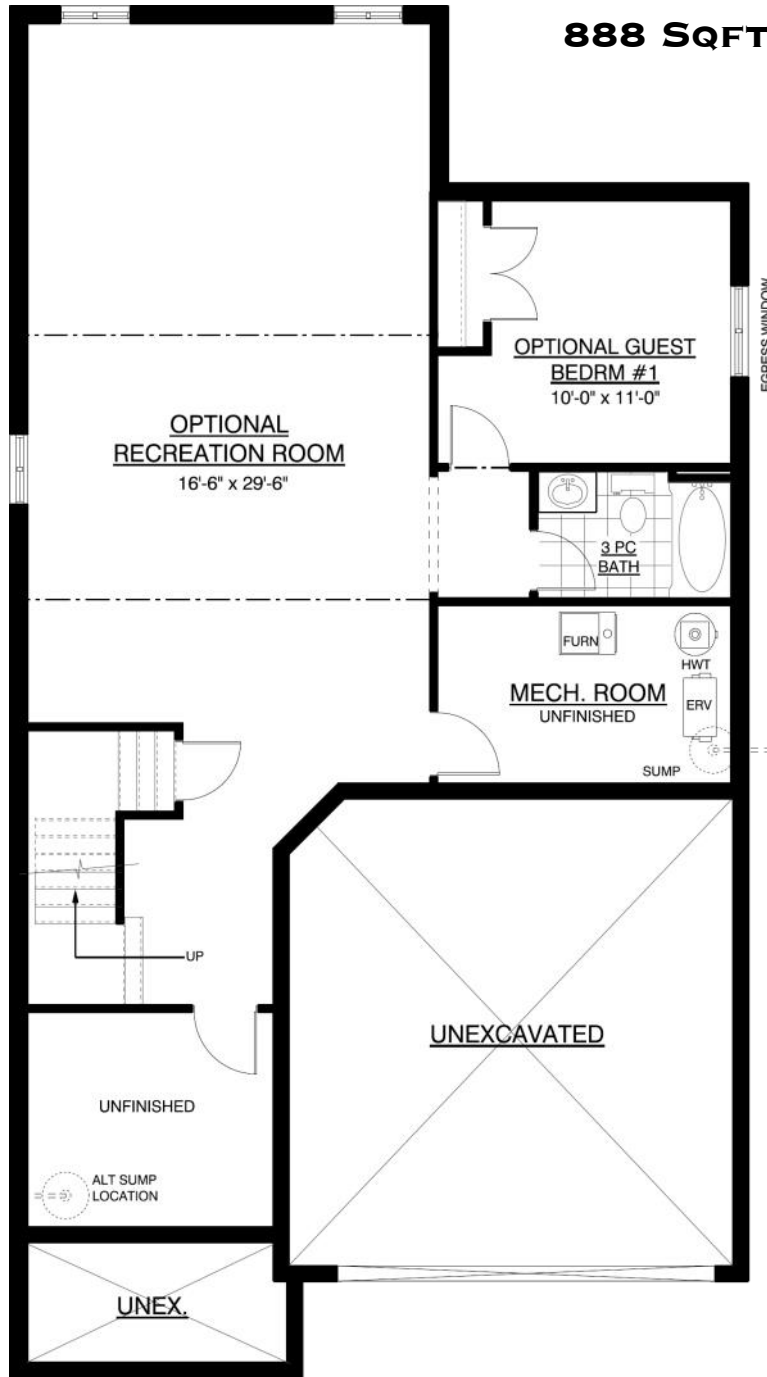 888 SQFT
OPTIONAL GUEST
BEDRM #1
10'-0" x 11'-0"
EGRESS WINDOW
OPTIONAL
RECREATION ROOM
16'-6" x 29'-6"
3 PC
BATH
FURN
HWT
MECH. ROOM
UNFINISHED
ERV
SUMP
UP
UNEXCAVATED
UNFINISHED
ALT SUMP
LOCATION
UNEX.